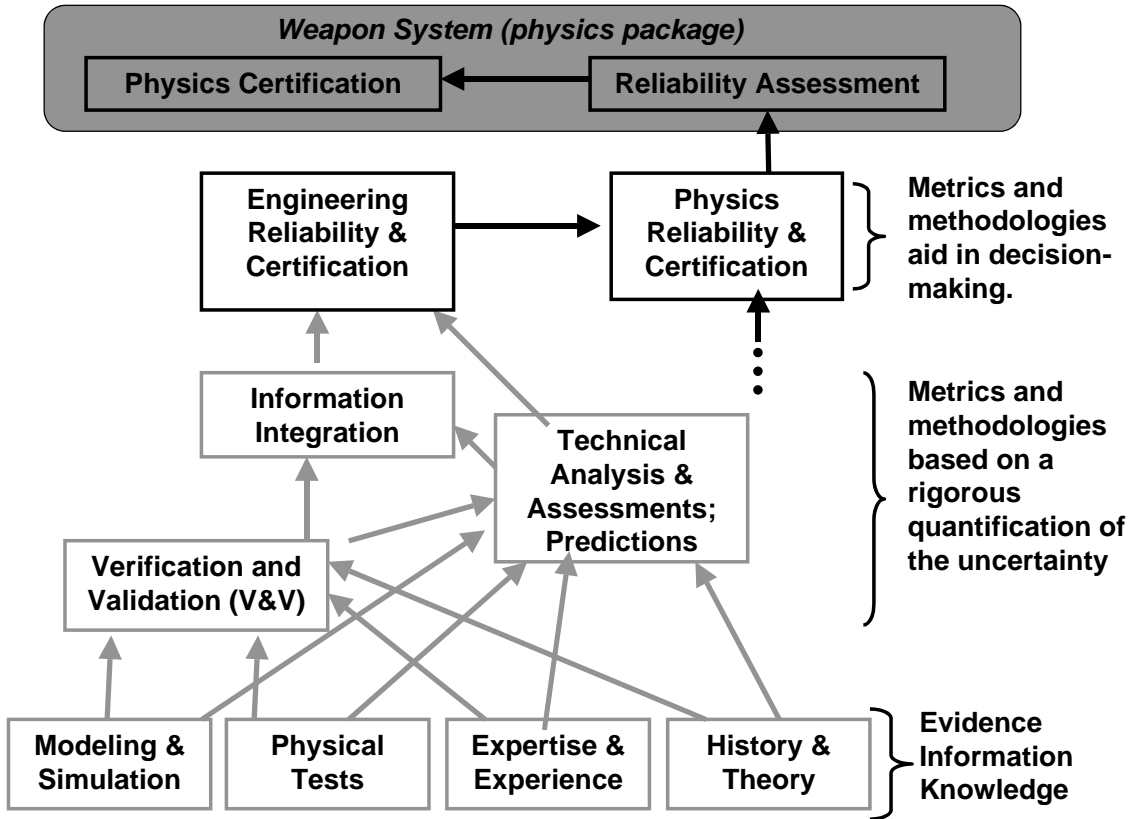 Weapon System (physics package)
Physics Certification
Reliability Assessment
Engineering
Reliability &
Certification
Physics
Reliability &
Certification
Metrics and
methodologies
aid in decision-
making.
Information
Integration
Technical
Analysis &
Assessments;
Predictions
Metrics and
methodologies
based on a
rigorous
quantification of
the uncertainty
Verification and
Validation (V&V)
Modeling &
Simulation
Physical
Tests
Expertise &
Experience
History &
Theory
Evidence
Information
Knowledge